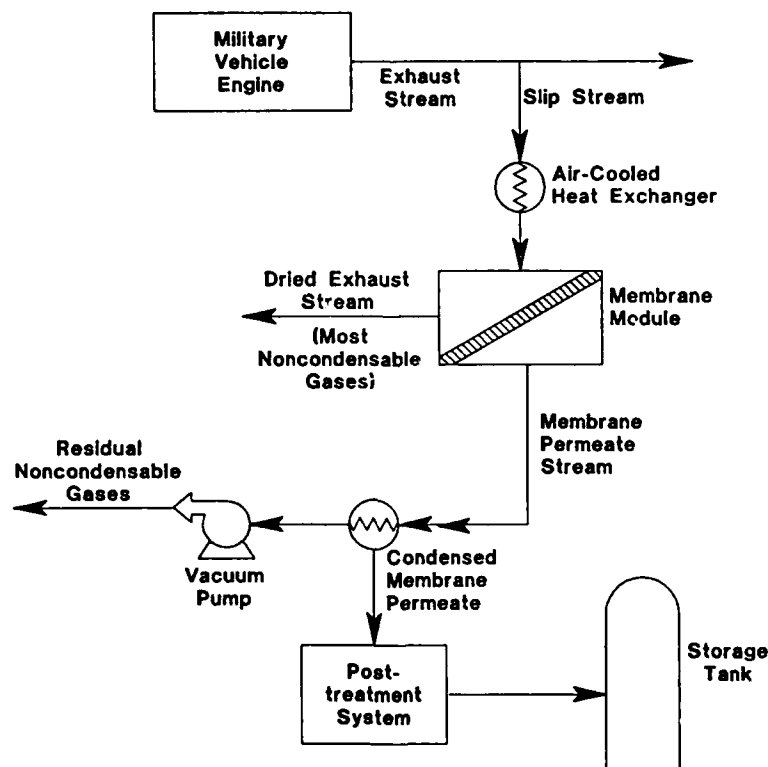 Military
Vehicle
Engine
Exhaust
Stream
Slip Stream
Air-Cooled
Heat Exchanger
Dried Exhaust
Stream
(Most
Noncondensable
Gases)
Membrane
Module
Membrane
Permeate
Stream
Residual
Noncondensable
Gases
Vacuum
Pump
Condensed
Membrane
Permeate
Post-
treatment
System
Storage
Tank